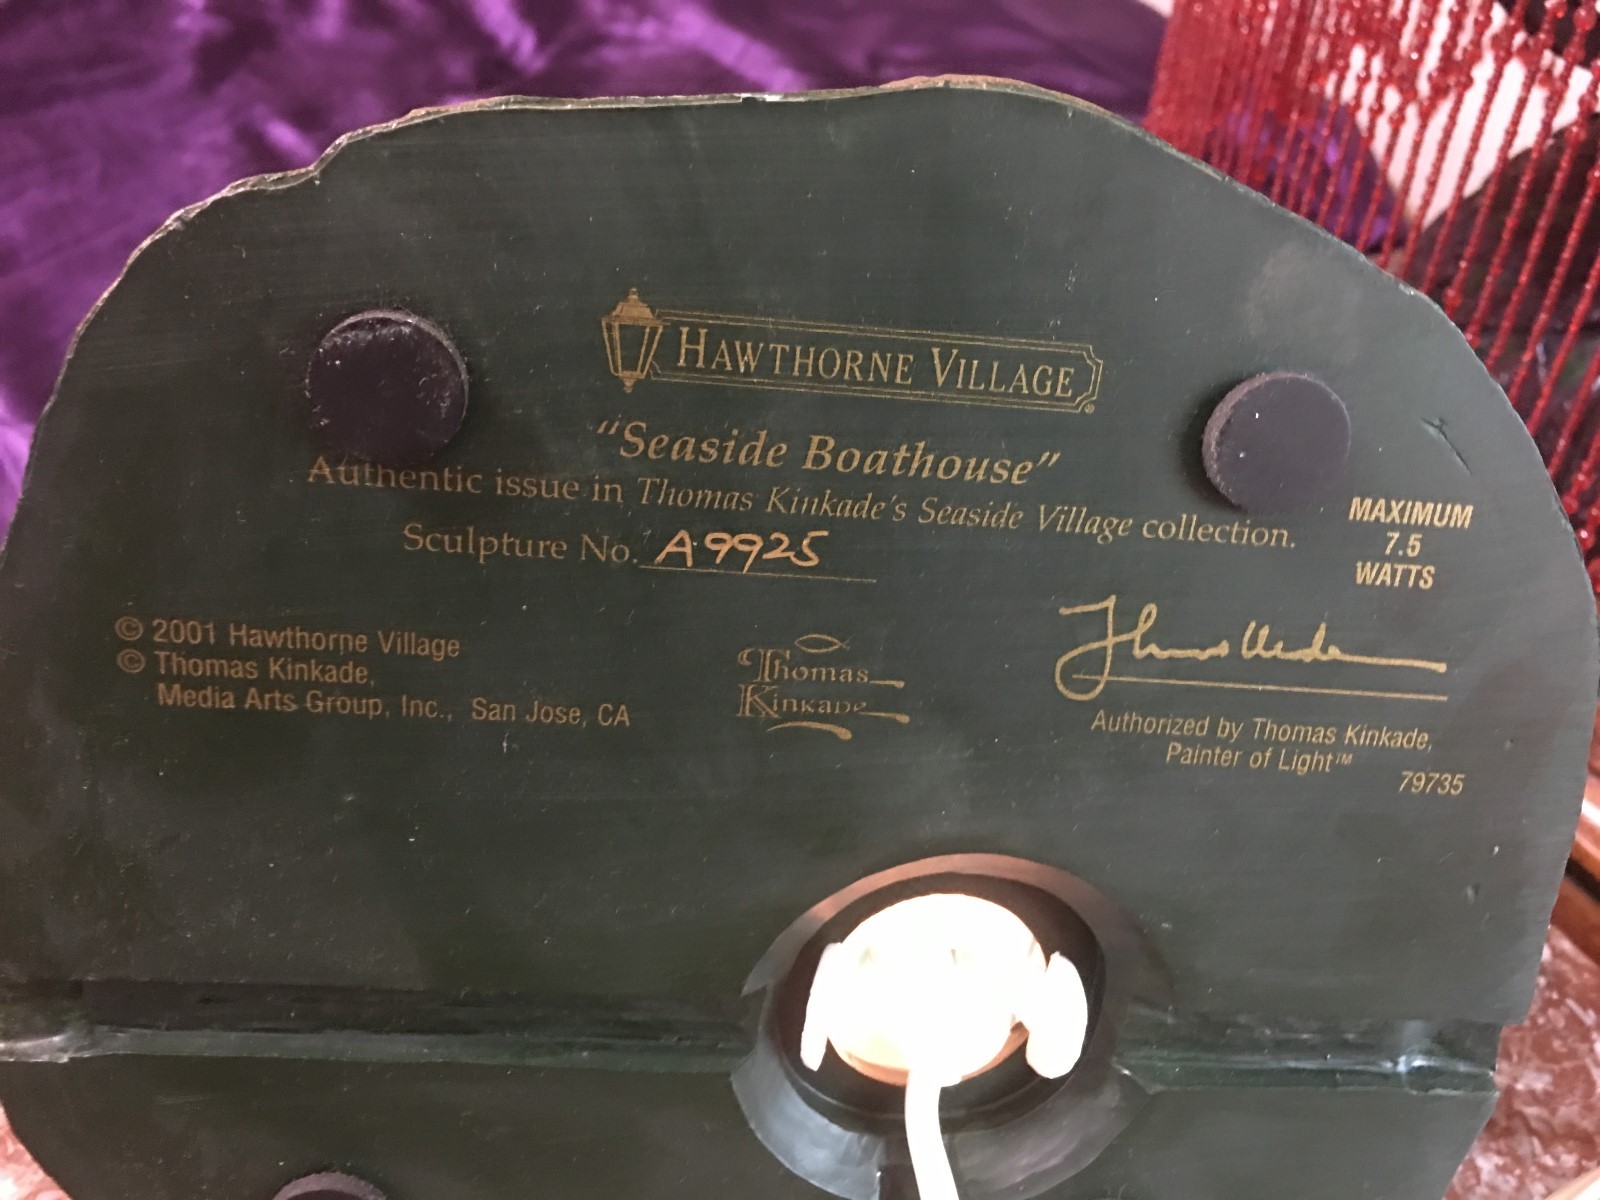 HAWTHORNE VILLAGE®
"Seaside Boathouse"
Authentic issue in Thomas Kinkade's Seaside Village collection.
Sculpture No. A9925
MAXIMUM
7.5
WATTS
© 2001 Hawthorne Village
© Thomas Kinkade,
Media Arts Group, Inc., San Jose, CA
Thomas
Kinkade
Authorized by Thomas Kinkade,
Painter of Light™
79735